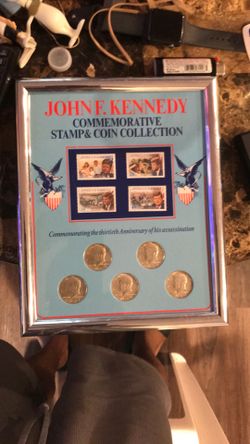 JOHN F. KENNEDY
COMMEMORATIVE
STAMP & COIN COLLECTION
Commemorating the thirtieth Anniversary of his assassination